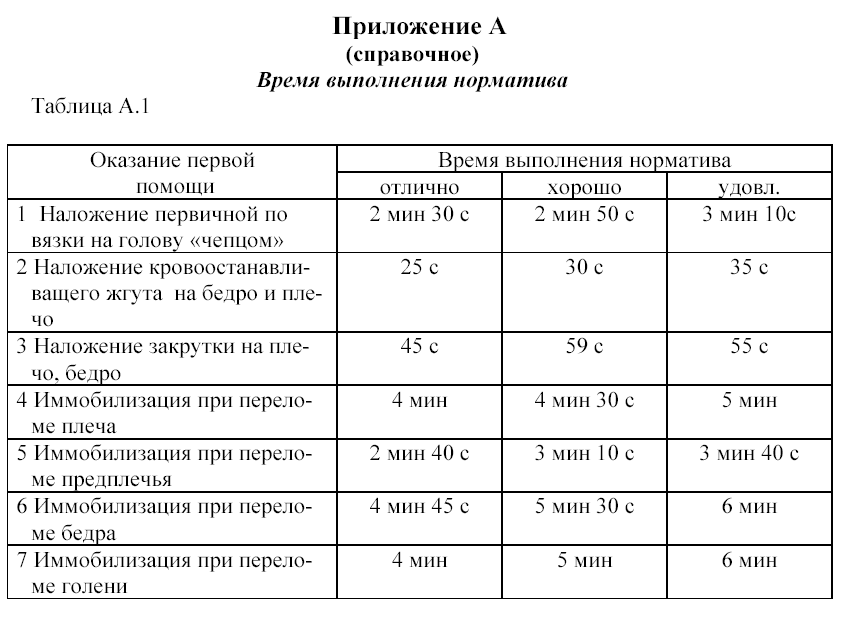 Приложение А
(справочное)
Время выполнения норматива
Таблица А.1
Оказание первой
помощи
Время выполнения норматива
отлично хорошо удовл.
1 Наложение первичной по
вязки на голову «чепцом»
2 мин 30 с 2 мин 50 с 3 мин 10с
2 Наложение кровоостанавли-
ващего жгута на бедро и пле-
чо
25 с 30 с 35 с
3 Наложение закрутки на пле-
чо, бедро
45 с 59 с 55 с
4 Иммобилизация при перело-
ме плеча
4 мин 4 мин 30 с 5 мин
5 Иммобилизация при перело-
ме предплечья
2 мин 40 с 3 мин 10 с 3 мин 40 с
6 Иммобилизация при перело-
ме бедра
4 мин 45 с 5 мин 30 с 6 мин
7 Иммобилизация при перело-
ме голени
4 мин 5 мин 6 мин